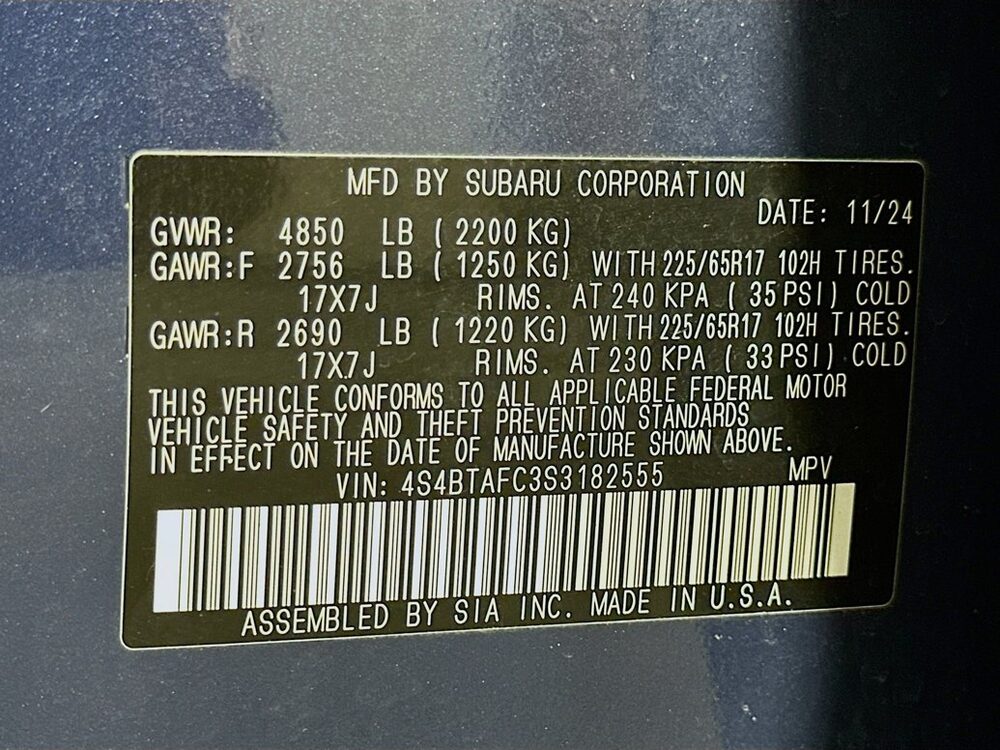 MFD BY SUBARU CORPORATION
DATE: 11/24
GVWR: 4850 LB ( 2200 KG)
GAWR:F 2756 LB ( 1250 KG) WITH 225/65R17 102H TIRES.
17X7J RIMS. AT 240 KPA ( 35 PSI) COLD
GAWR:R 2690 LB ( 1220 KG) WITH 225/65R17 102H TIRES.
17X7J RIMS. AT 230 KPA ( 33 PSI) COLD
THIS VEHICLE CONFORMS TO ALL APPLICABLE FEDERAL MOTOR
VEHICLE SAFETY AND THEFT PREVENTION STANDARDS
IN EFFECT ON THE DATE OF MANUFACTURE SHOWN ABOVE.
VIN: 4S4BTAFC3S3182555 MPV
ASSEMBLED BY SIA INC. MADE IN U.S.A.